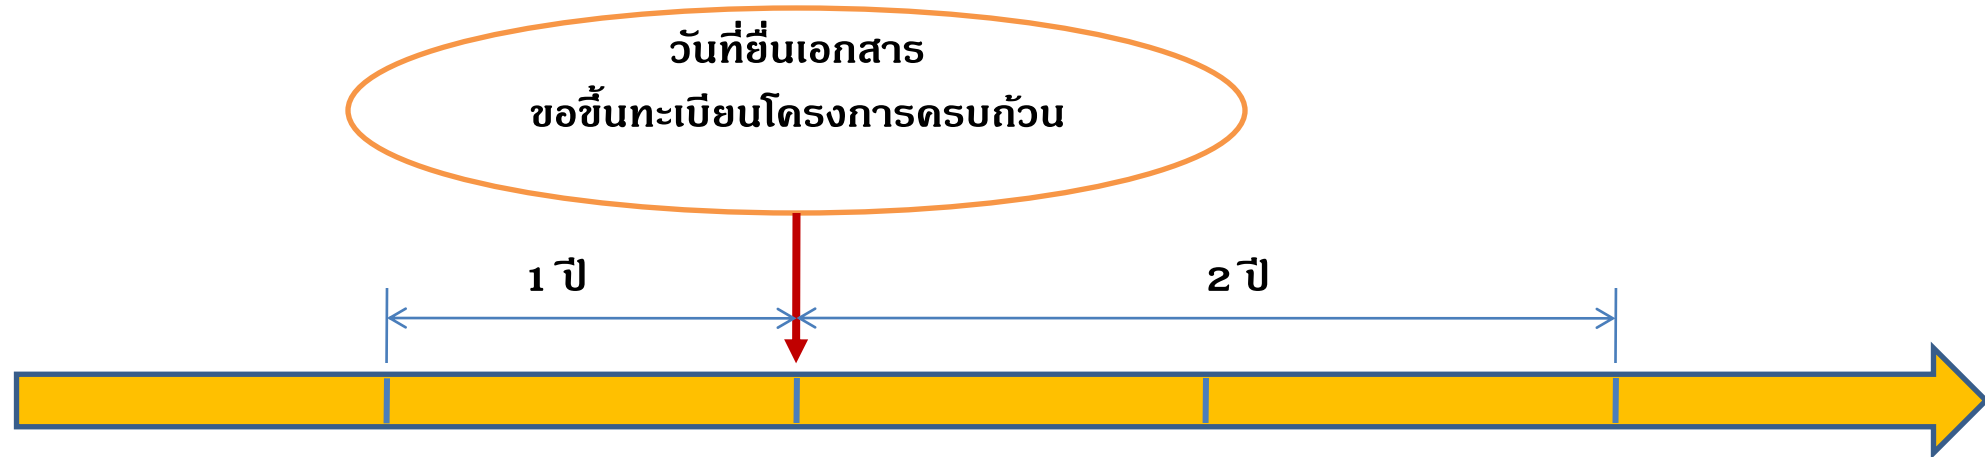 วันที่ยื่นเอกสาร
ขอขึ้นทะเบียนโครงการครบถ้วน
1 ปี
2 ปี